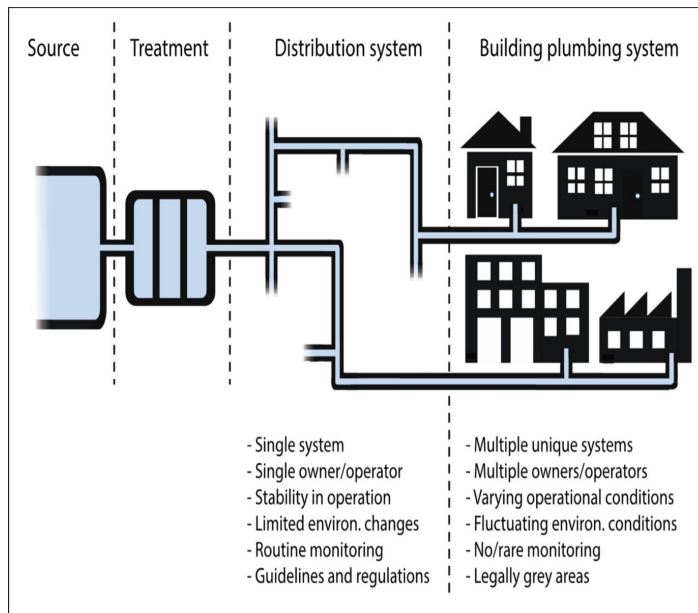 Source
Treatment
Distribution system
Building plumbing system
- Single system
- Single owner/operator
- Stability in operation
- Limited environ. changes
- Routine monitoring
- Guidelines and regulations
- Multiple unique systems
- Multiple owners/operators
- Varying operational conditions
- Fluctuating environ. conditions
- No/rare monitoring
- Legally grey areas